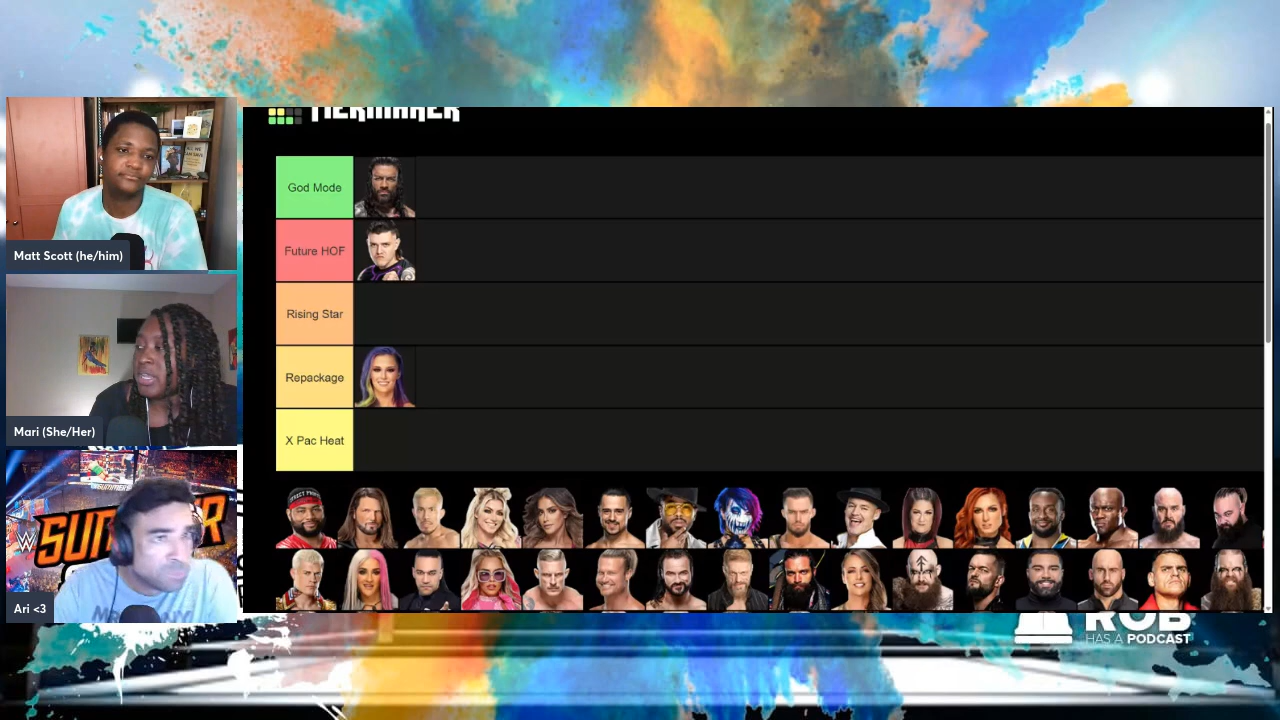 TIERMAKER
God Mode
Future HOF
Rising Star
Repackage
X Pac Heat
Matt Scott (he/him)
Mari (She/Her)
W
SUM
R
Ari <3
ROB
HAS A PODCAST